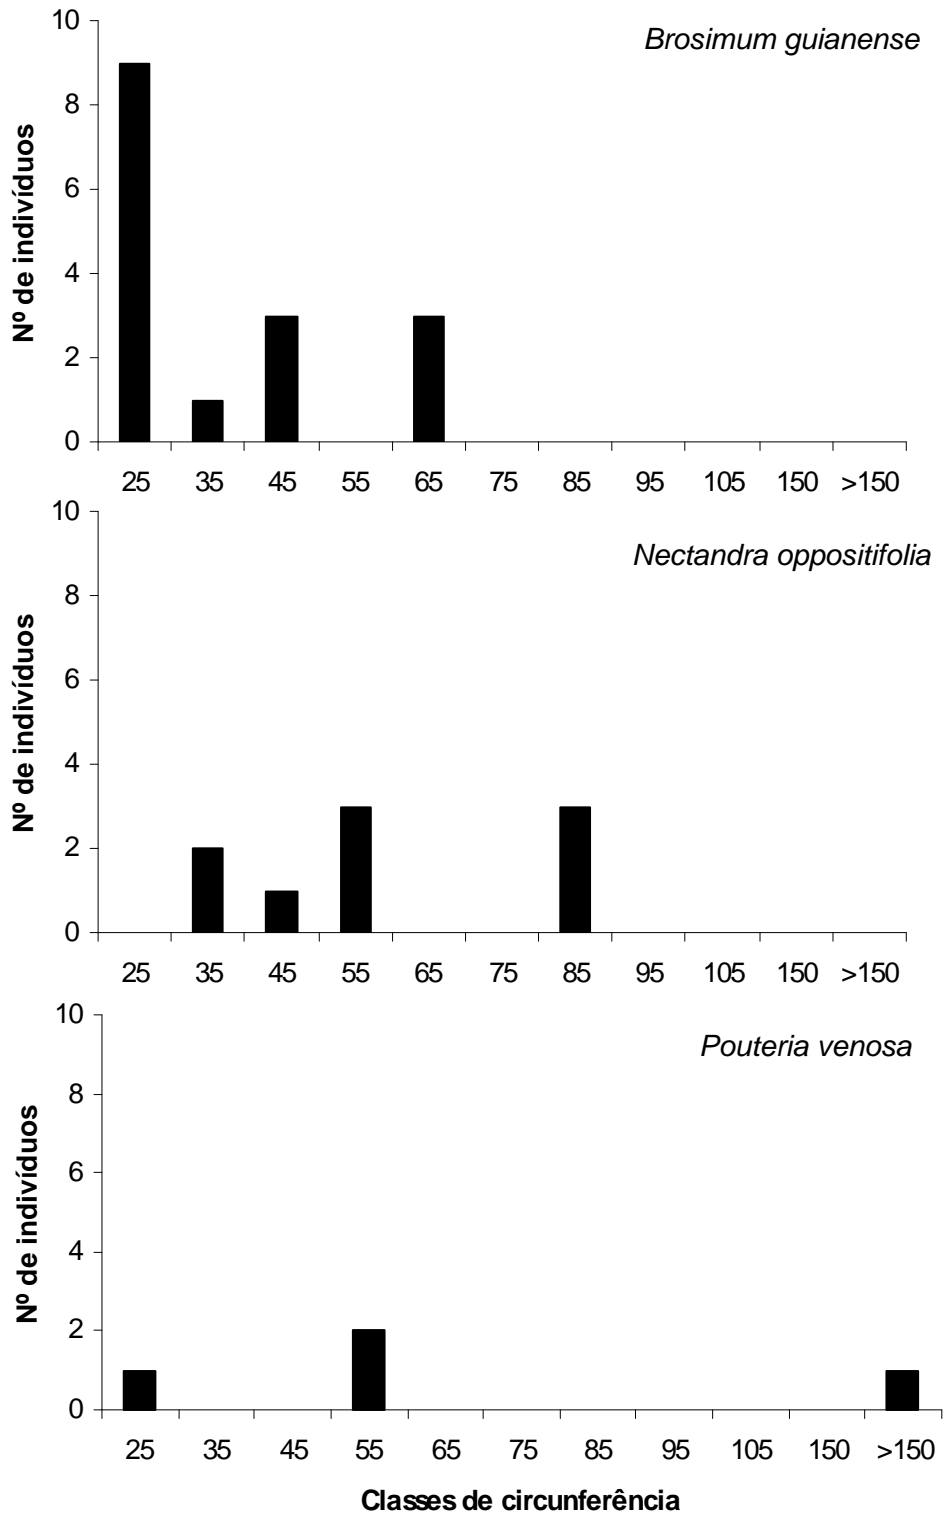 Brosimum guianense
Nº de indivíduos
10
8
6
4
2
0
25 35 45 55 65 75 85 95 105 150 >150
Nectandra oppositifolia
Nº de indivíduos
10
8
6
4
2
0
25 35 45 55 65 75 85 95 105 150 >150
Pouteria venosa
Nº de indivíduos
10
8
6
4
2
0
25 35 45 55 65 75 85 95 105 150 >150
Classes de circunferência